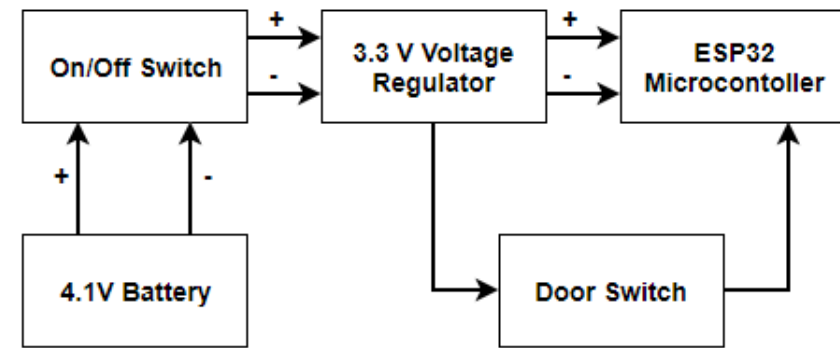 +
+
On/Off Switch
3.3 V Voltage
Regulator
ESP32
Microcontoller
-
-
+
-
4.1V Battery
Door Switch